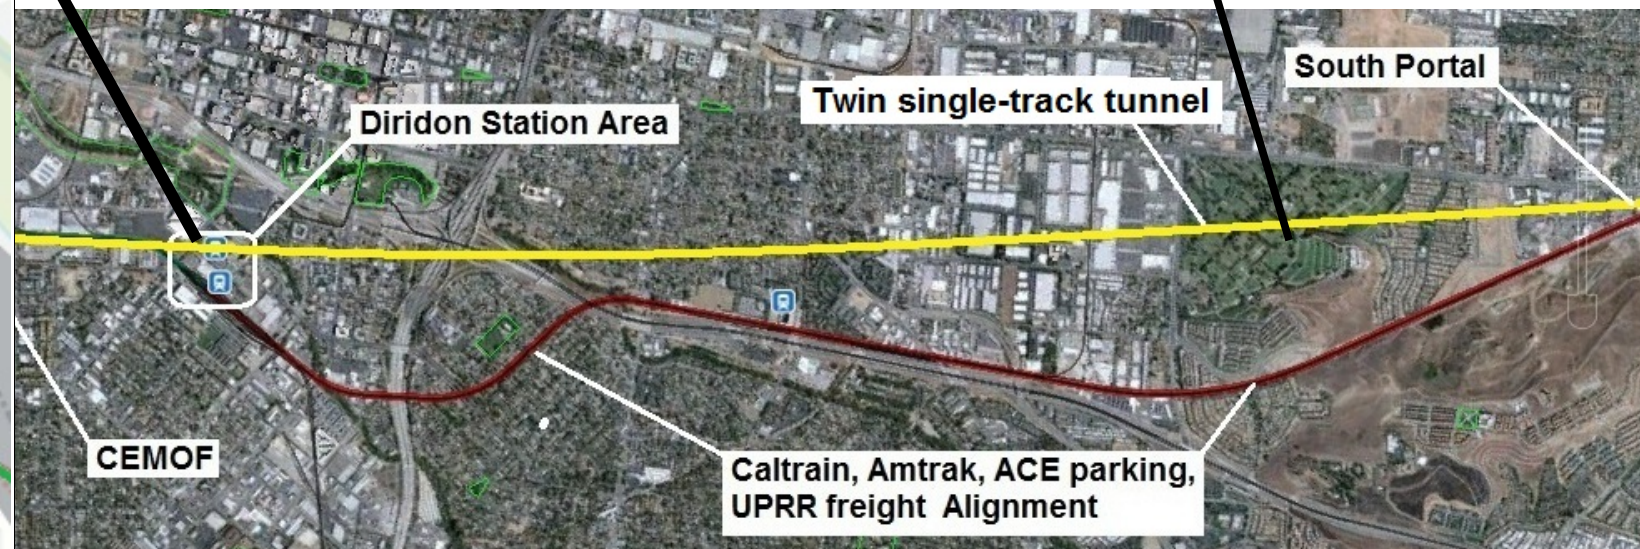 South Portal
Twin single-track tunnel
Diridon Station Area
CEMOF
Caltrain, Amtrak, ACE parking,
UPRR freight  Alignment